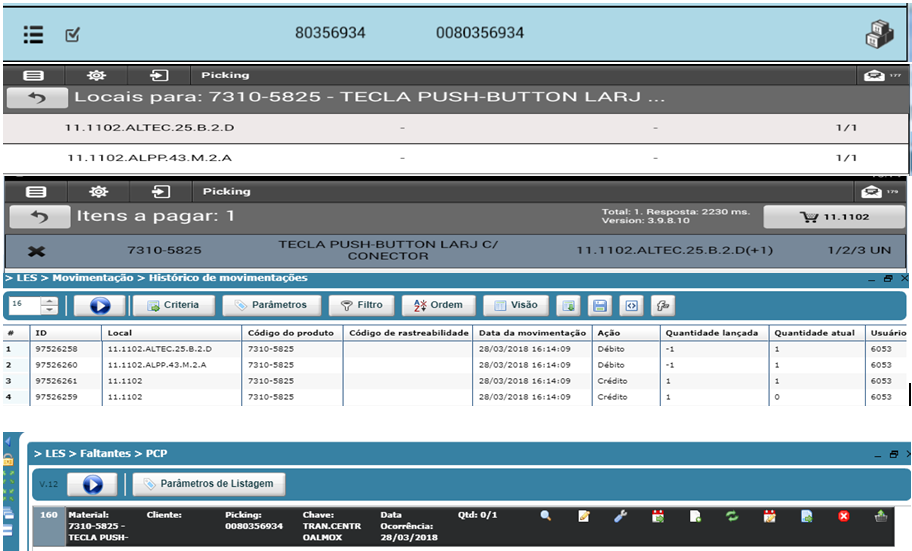 80356934 0080356934
Picking 177
Locais para: 7310-5825 - TECLA PUSH-BUTTON LARJ ...
11.1102.ALTEC.25.B.2.D - - 1/1
11.1102.ALPP.43.M.2.A - - 1/1
Picking 179
Itens a pagar: 1 Total: 1. Resposta: 2230 ms. 11.1102
Version: 3.9.8.10
7310-5825 TECLA PUSH-BUTTON LARJ C/ 11.1102.ALTEC.25.B.2.D(+1) 1/2/3 UN
CONECTOR
> LES > Movimentação > Histórico de movimentações
16 Criteria Parâmetros Filtro Ordem Visão
# ID Local Código do produto Código de rastreabilidade Data da movimentação Ação Quantidade lançada Quantidade atual Usuário
1 97526258 11.1102.ALTEC.25.B.2.D 7310-5825 28/03/2018 16:14:09 Débito -1 1 6053
2 97526260 11.1102.ALPP.43.M.2.A 7310-5825 28/03/2018 16:14:09 Débito -1 1 6053
3 97526261 11.1102 7310-5825 28/03/2018 16:14:09 Crédito 1 1 6053
4 97526259 11.1102 7310-5825 28/03/2018 16:14:09 Crédito 1 0 6053
> LES > Faltantes > PCP
V.12 Parâmetros de Listagem
160 Material: Cliente: Picking: Chave: Data Qtd: 0/1
7310-5825 - 0080356934 TRAN.CENTR Ocorrência:
TECLA PUSH- OALMOX 28/03/2018